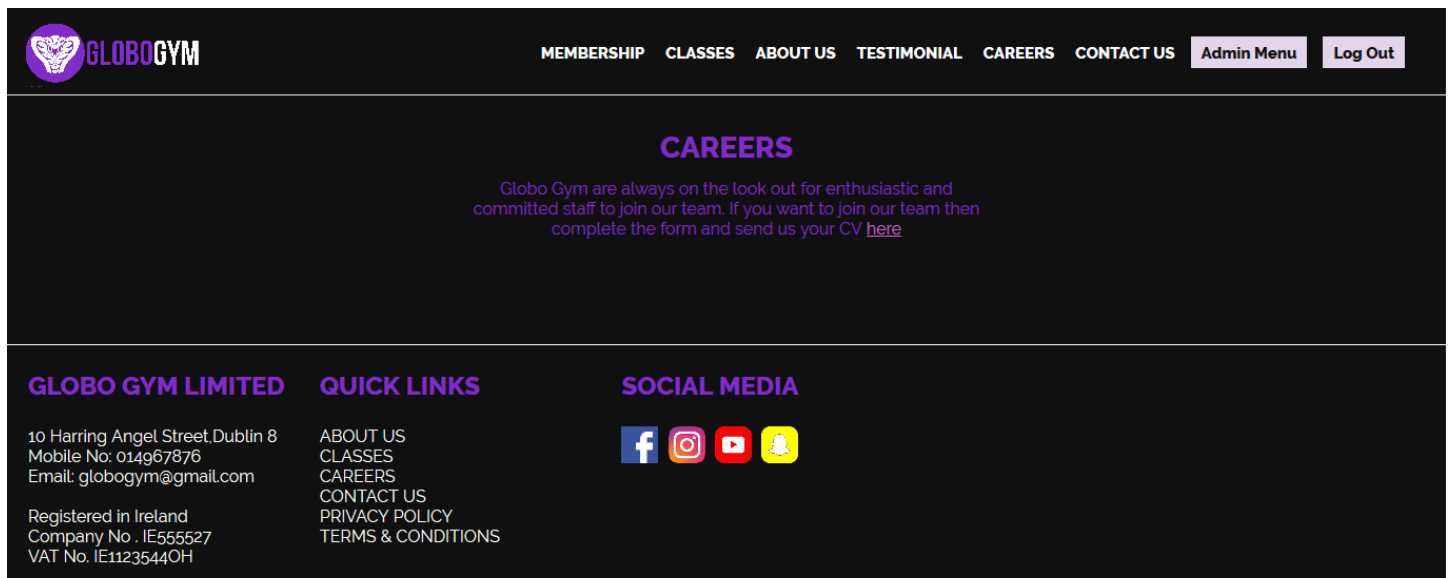 GLOBOGYM
MEMBERSHIP CLASSES ABOUT US TESTIMONIAL CAREERS CONTACT US Admin Menu Log Out
CAREERS
Globo Gym are always on the look out for enthusiastic and
committed staff to join our team. If you want to join our team then
complete the form and send us your CV here
GLOBO GYM LIMITED
10 Harring Angel Street,Dublin 8
Mobile No: 014967876
Email: globogym@gmail.com
Registered in Ireland
Company No . IE555527
VAT No. IE1123544OH
QUICK LINKS
ABOUT US
CLASSES
CAREERS
CONTACT US
PRIVACY POLICY
TERMS & CONDITIONS
SOCIAL MEDIA